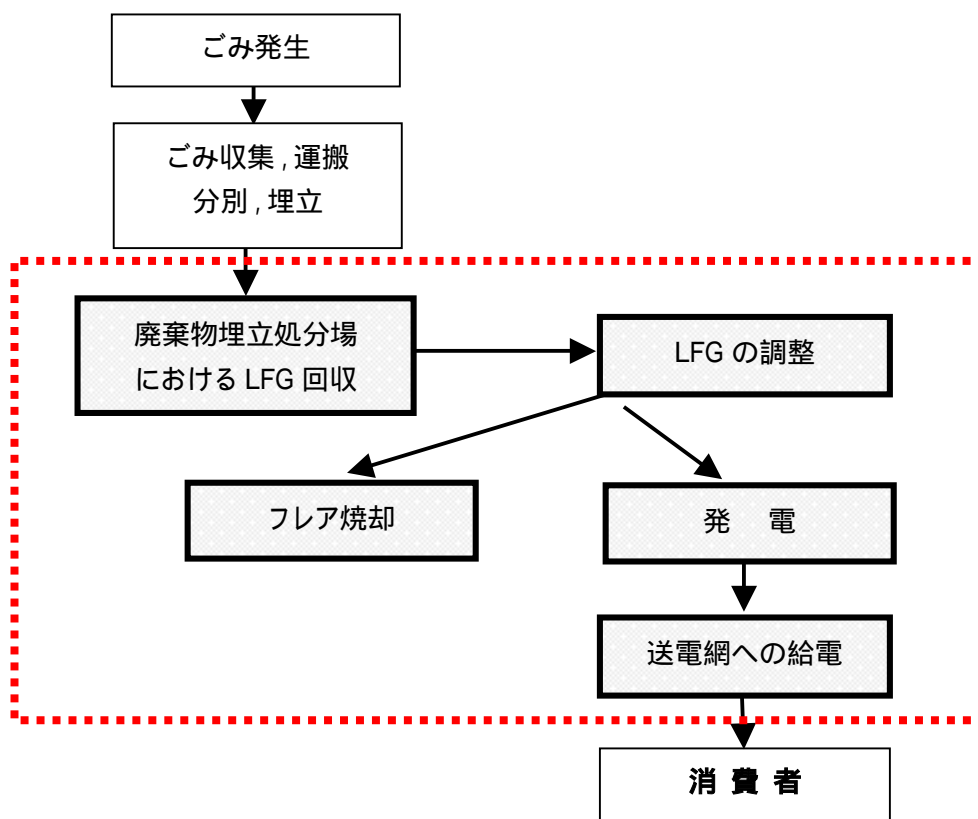 ごみ発生
ごみ収集 , 運搬
分別 , 埋立
廃棄物埋立処分場
における LFG 回収
LFG の調整
フレア焼却
発　電
送電網への給電
消 費 者